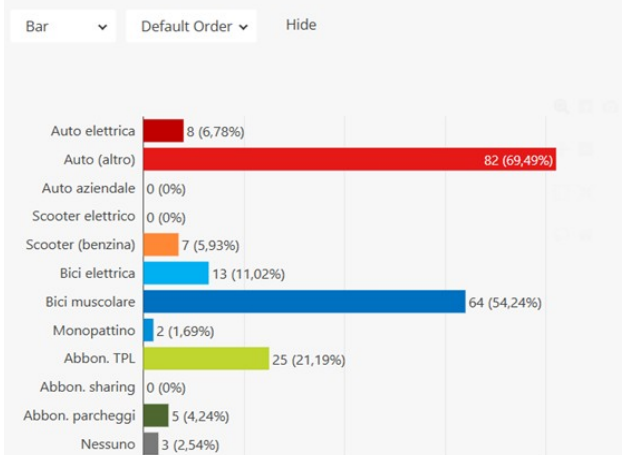 Bar Default Order Hide
Auto elettrica 8 (6,78%)
Auto (altro) 82 (69,49%)
Auto aziendale 0 (0%)
Scooter elettrico 0 (0%)
Scooter (benzina) 7 (5,93%)
Bici elettrica 13 (11,02%)
Bici muscolare 64 (54,24%)
Monopattino 2 (1,69%)
Abbon. TPL 25 (21,19%)
Abbon. sharing 0 (0%)
Abbon. parcheggi 5 (4,24%)
Nessuno 3 (2,54%)